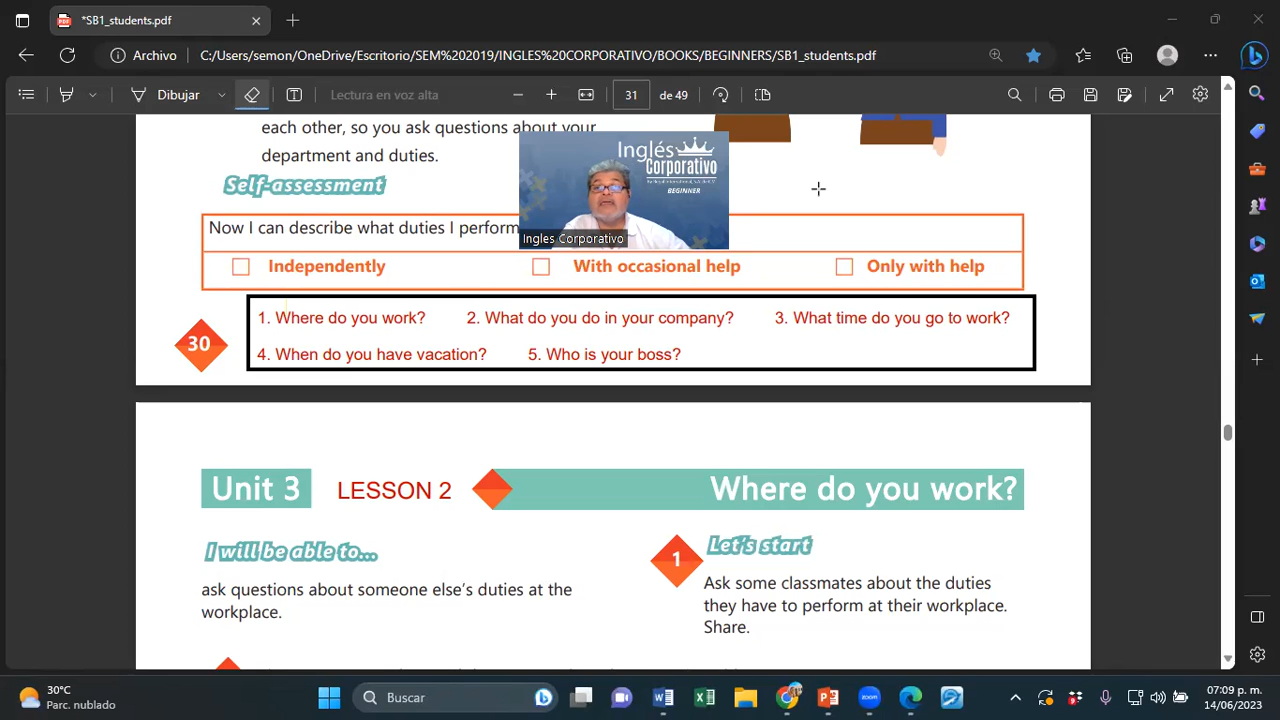 *SB1_students.pdf
Archivo
C:/Users/semon/OneDrive/Escritorio/SEM%202019/INGLES%20CORPORATIVO/BOOKS/BEGINNERS/SB1_students.pdf
Dibujar
Lectura en voz alta
31 de 49
each other, so you ask questions about your
department and duties.
Inglés
Corporativo
BEGINNER
Ingles Corporativo
Self-assessment
Now I can describe what duties I perform
Independently
With occasional help
Only with help
1. Where do you work? 2. What do you do in your company? 3. What time do you go to work?
4. When do you have vacation? 5. Who is your boss?
30
Unit 3 LESSON 2 Where do you work?
I will be able to...
ask questions about someone else's duties at the
workplace.
1 Let's start
Ask some classmates about the duties
they have to perform at their workplace.
Share.
30°C
Parc. nublado
Buscar
07:09 p. m.
14/06/2023